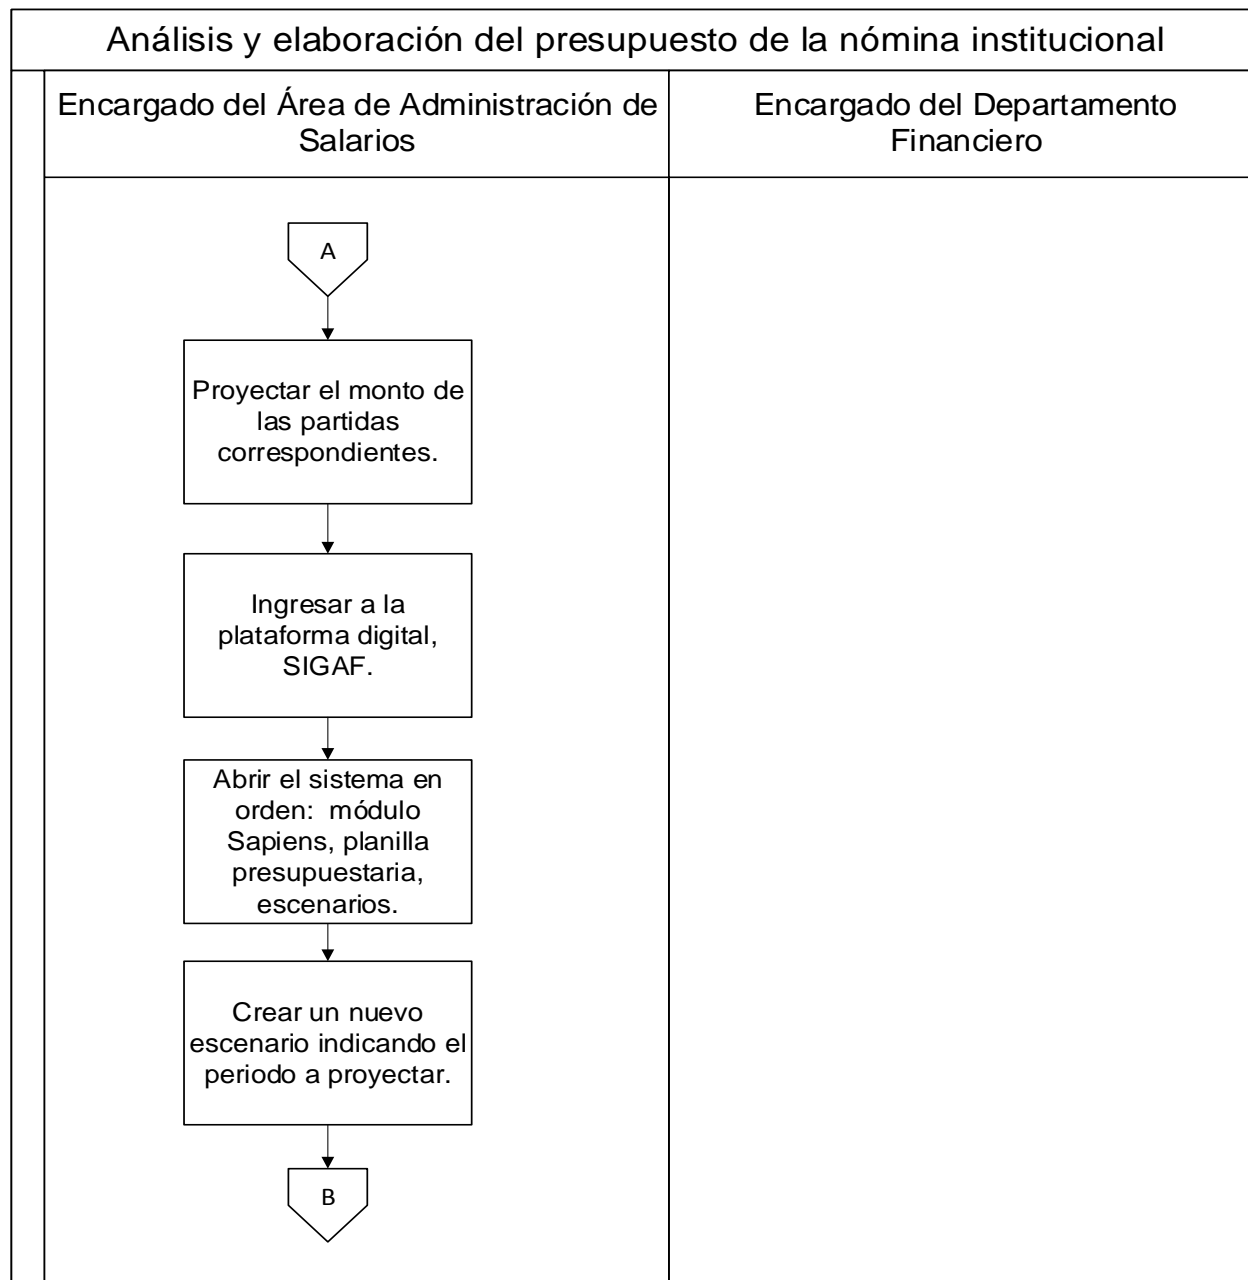 Análisis y elaboración del presupuesto de la nómina institucional
Encargado del Área de Administración de
Salarios
Encargado del Departamento
Financiero
A
Proyectar el monto de
las partidas
correspondientes.
Ingresar a la
plataforma digital,
SIGAF.
Abrir el sistema en
orden:  módulo
Sapiens, planilla
presupuestaria,
escenarios.
Crear un nuevo
escenario indicando el
periodo a proyectar.
B